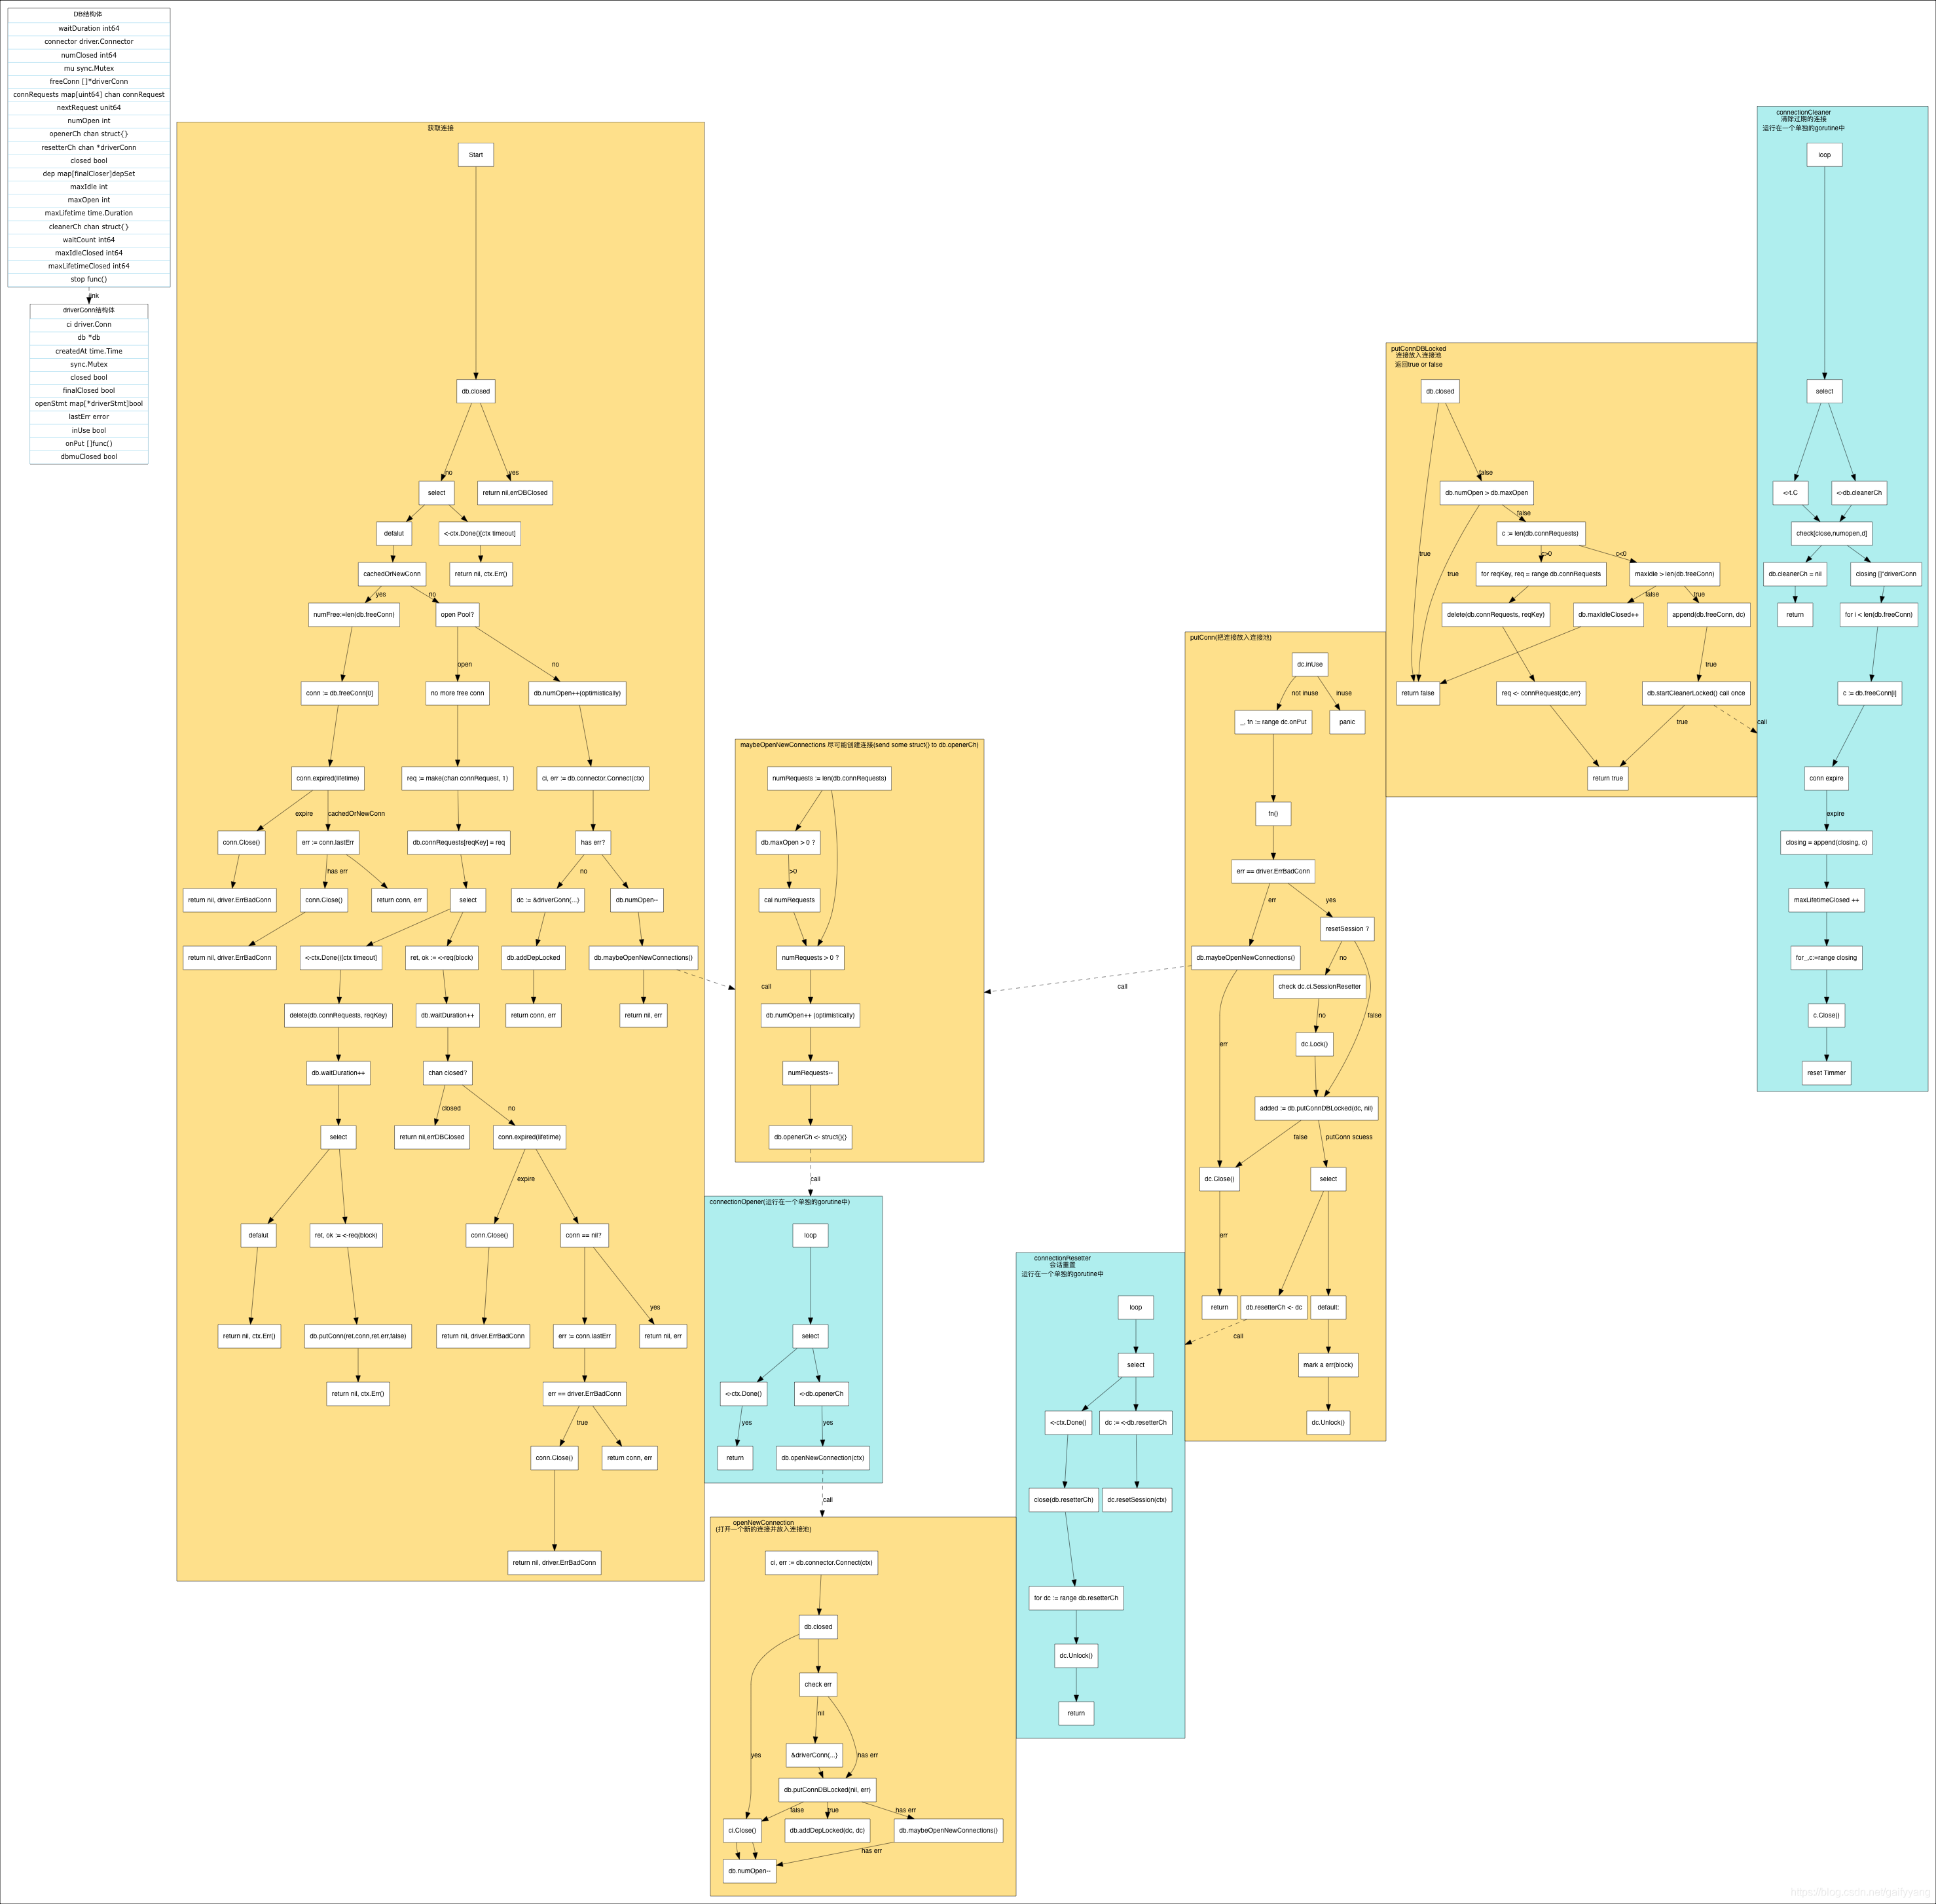 DB结构体
waitDuration int64
connector driver.Connector
numClosed int64
mu sync.Mutex
freeConn []*driverConn
connRequests map[uint64] chan connRequest
nextRequest unit64
numOpen int
openerCh chan struct{}
resetterCh chan *driverConn
closed bool
dep map[finalCloser]depSet
maxIdle int
maxOpen int
maxLifetime time.Duration
cleanerCh chan struct{}
waitCount int64
maxIdleClosed int64
maxLifetimeClosed int64
stop func()
link
driverConn结构体
ci driver.Conn
db *db
createdAt time.Time
sync.Mutex
closed bool
finalClosed bool
openStmt map[*driverStmt]bool
lastErr error
inUse bool
onPut []func()
dbmuClosed bool
获取连接
Start
db.closed
no
yes
select
return nil,errDBClosed
defalut
<-ctx.Done()[ctx timeout]
cachedOrNewConn
return nil, ctx.Err()
yes
no
numFree:=len(db.freeConn)
open Pool?
open
no
conn := db.freeConn[0]
no more free conn
db.numOpen++(optimistically)
conn.expired(lifetime)
req := make(chan connRequest, 1)
ci, err := db.connector.Connect(ctx)
expire
cachedOrNewConn
conn.Close()
err := conn.lastErr
db.connRequests[reqKey] = req
has err?
has err
no
return nil, driver.ErrBadConn
conn.Close()
return conn, err
select
dc := &driverConn{...}
db.numOpen--
return nil, driver.ErrBadConn
<-ctx.Done()[ctx timeout]
ret, ok := <-req(block)
db.addDepLocked
db.maybeOpenNewConnections()
call
delete(db.connRequests, reqKey)
db.waitDuration++
return conn, err
return nil, err
db.waitDuration++
chan closed?
closed
no
select
return nil,errDBClosed
conn.expired(lifetime)
expire
defalut
ret, ok := <-req(block)
conn.Close()
conn == nil?
yes
return nil, ctx.Err()
db.putConn(ret.conn,ret.err,false)
return nil, driver.ErrBadConn
err := conn.lastErr
return nil, err
return nil, ctx.Err()
err == driver.ErrBadConn
true
conn.Close()
return conn, err
return nil, driver.ErrBadConn
maybeOpenNewConnections 尽可能创建连接(send some struct() to db.openerCh)
numRequests := len(db.connRequests)
db.maxOpen > 0 ?
>0
cal numRequests
numRequests > 0 ?
db.numOpen++ (optimistically)
numRequests--
db.openerCh <- struct(){}
call
connectionOpener(运行在一个单独的gorutine中)
loop
select
<-ctx.Done()
<-db.openerCh
yes
yes
return
db.openNewConnection(ctx)
call
openNewConnection
(打开一个新的连接并放入连接池)
ci, err := db.connector.Connect(ctx)
db.closed
check err
nil
yes
has err
&driverConn{...}
db.putConnDBLocked(nil, err)
false
true
has err
ci.Close()
db.addDepLocked(dc, dc)
db.maybeOpenNewConnections()
has err
db.numOpen--
connectionResetter
会话重置
运行在一个单独的gorutine中
loop
select
<-ctx.Done()
dc := <-db.resetterCh
close(db.resetterCh)
dc.resetSession(ctx)
for dc := range db.resetterCh
dc.Unlock()
return
putConn(把连接放入连接池)
dc.inUse
not inuse
inuse
_, fn := range dc.onPut
panic
fn()
err == driver.ErrBadConn
err
yes
resetSession ?
db.maybeOpenNewConnections()
no
call
check dc.ci.SessionResetter
no
false
err
dc.Lock()
added := db.putConnDBLocked(dc, nil)
false
putConn scuess
dc.Close()
select
err
return
db.resetterCh <- dc
default:
call
mark a err(block)
dc.Unlock()
putConnDBLocked
连接放入连接池
返回true or false
db.closed
false
db.numOpen > db.maxOpen
false
c := len(db.connRequests)
true
c>0
c<0
true
for reqKey, req = range db.connRequests
maxIdle > len(db.freeConn)
false
true
delete(db.connRequests, reqKey)
db.maxIdleClosed++
append(db.freeConn, dc)
true
return false
req <- connRequest{dc,err}
db.startCleanerLocked() call once
true
call
return true
connectionCleaner
清除过期的连接
运行在一个单独的gorutine中
loop
select
<-t.C
<-db.cleanerCh
check[close,numopen,d]
db.cleanerCh = nil
closing []*driverConn
return
for i < len(db.freeConn)
c := db.freeConn[i]
conn expire
expire
closing = append(closing, c)
maxLifetimeClosed ++
for_,c:=range closing
c.Close()
reset Timmer